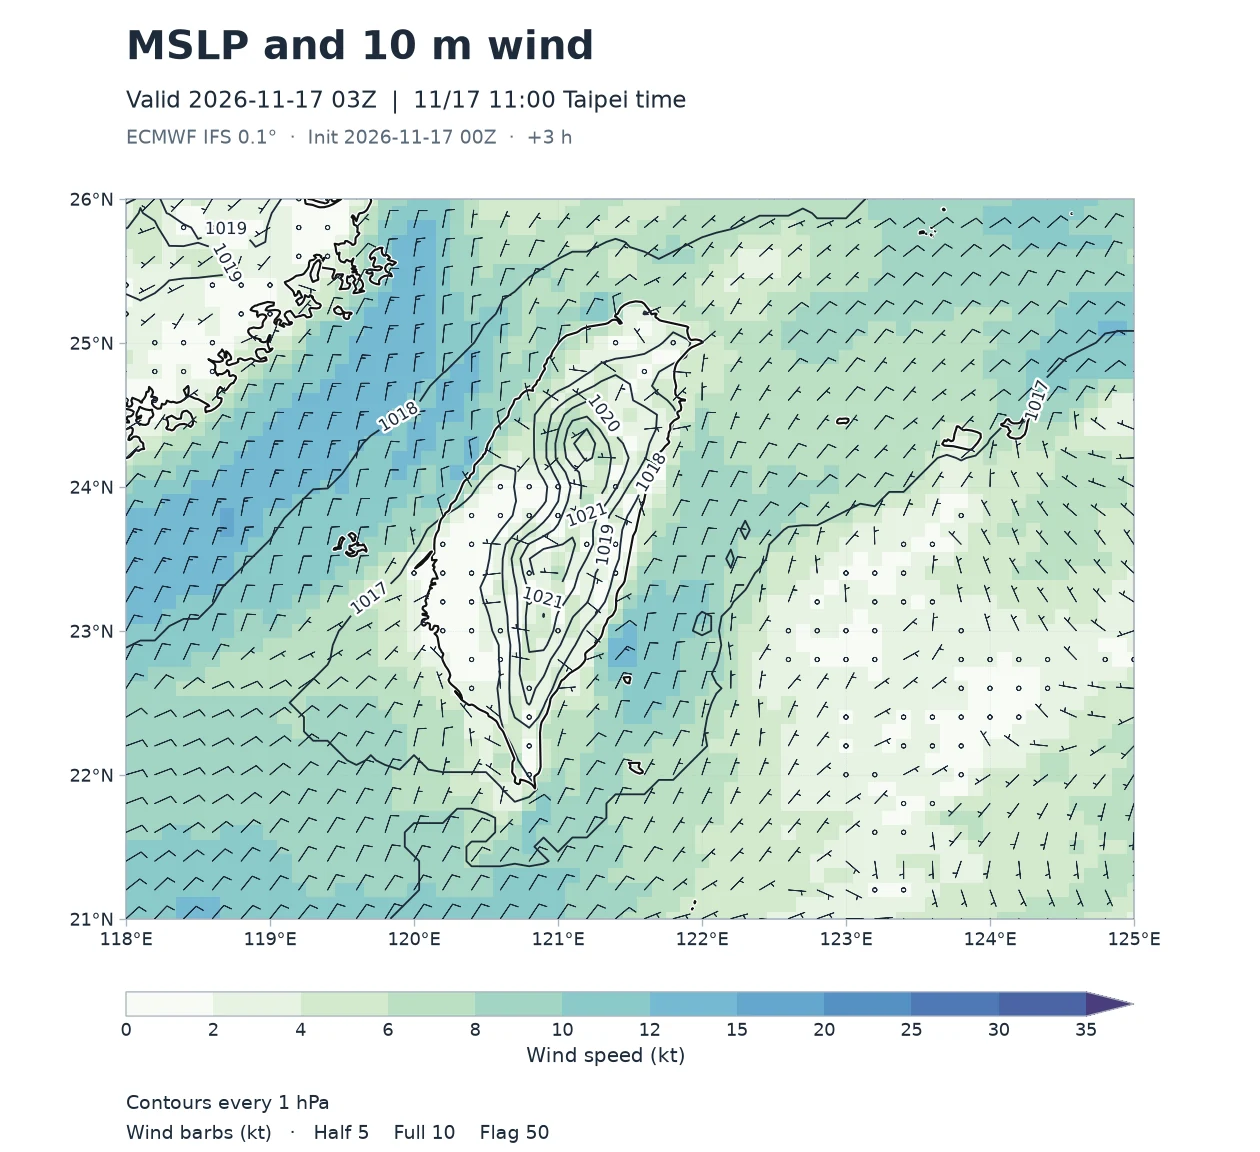 MSLP and 10 m wind
Valid 2026-11-17 03Z | 11/17 11:00 Taipei time
ECMWF IFS 0.1° · Init 2026-11-17 00Z · +3 h
26°N
1019
1019
25°N
1017
1018
1020
1018
24°N
1021
1019
1017
1021
23°N
22°N
21°N
118°E 119°E 120°E 121°E 122°E 123°E 124°E 125°E
0 2 4 6 8 10 12 15 20 25 30 35
Wind speed (kt)
Contours every 1 hPa
Wind barbs (kt) · Half 5 Full 10 Flag 50